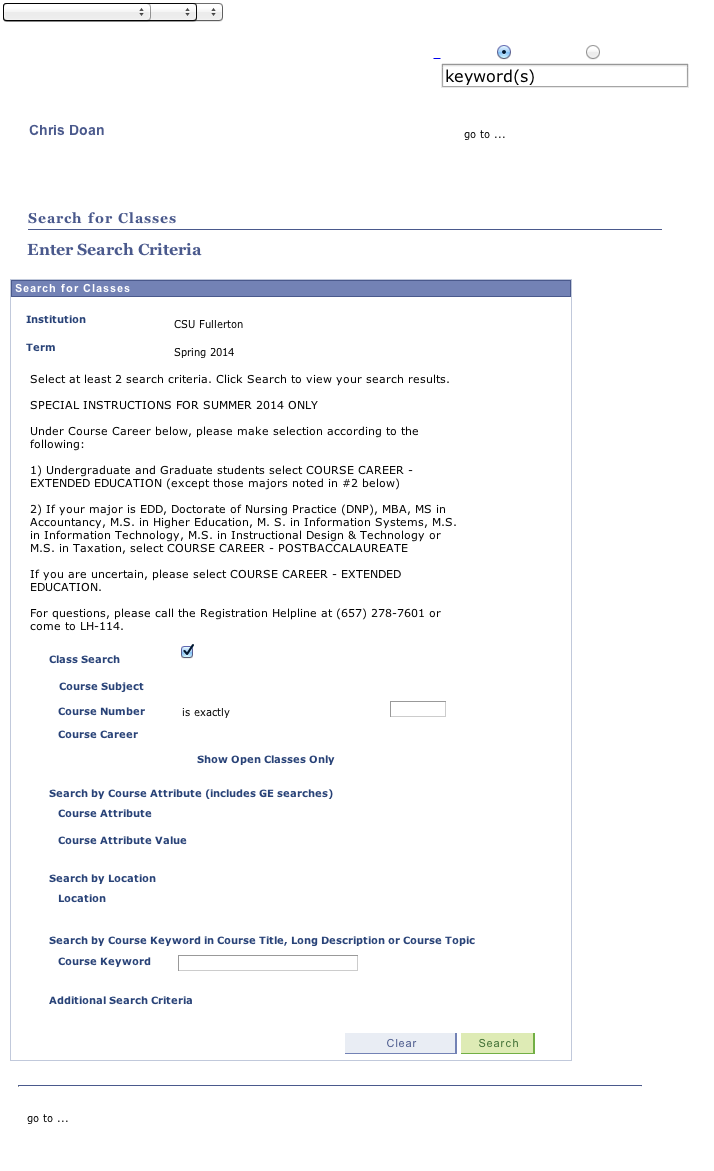 keyword(s)
Chris Doan
go to ...
Search for Classes
Enter Search Criteria
Search for Classes
Institution
CSU Fullerton
Term
Spring 2014
Select at least 2 search criteria. Click Search to view your search results.
SPECIAL INSTRUCTIONS FOR SUMMER 2014 ONLY
Under Course Career below, please make selection according to the
following:
1) Undergraduate and Graduate students select COURSE CAREER -
EXTENDED EDUCATION (except those majors noted in #2 below)
2) If your major is EDD, Doctorate of Nursing Practice (DNP), MBA, MS in
Accountancy, M.S. in Higher Education, M. S. in Information Systems, M.S.
in Information Technology, M.S. in Instructional Design & Technology or
M.S. in Taxation, select COURSE CAREER - POSTBACCALAUREATE
If you are uncertain, please select COURSE CAREER - EXTENDED
EDUCATION.
For questions, please call the Registration Helpline at (657) 278-7601 or
come to LH-114.
Class Search
Course Subject
Course Number is exactly
Course Career
Show Open Classes Only
Search by Course Attribute (includes GE searches)
Course Attribute
Course Attribute Value
Search by Location
Location
Search by Course Keyword in Course Title, Long Description or Course Topic
Course Keyword
Additional Search Criteria
Clear Search
go to ...